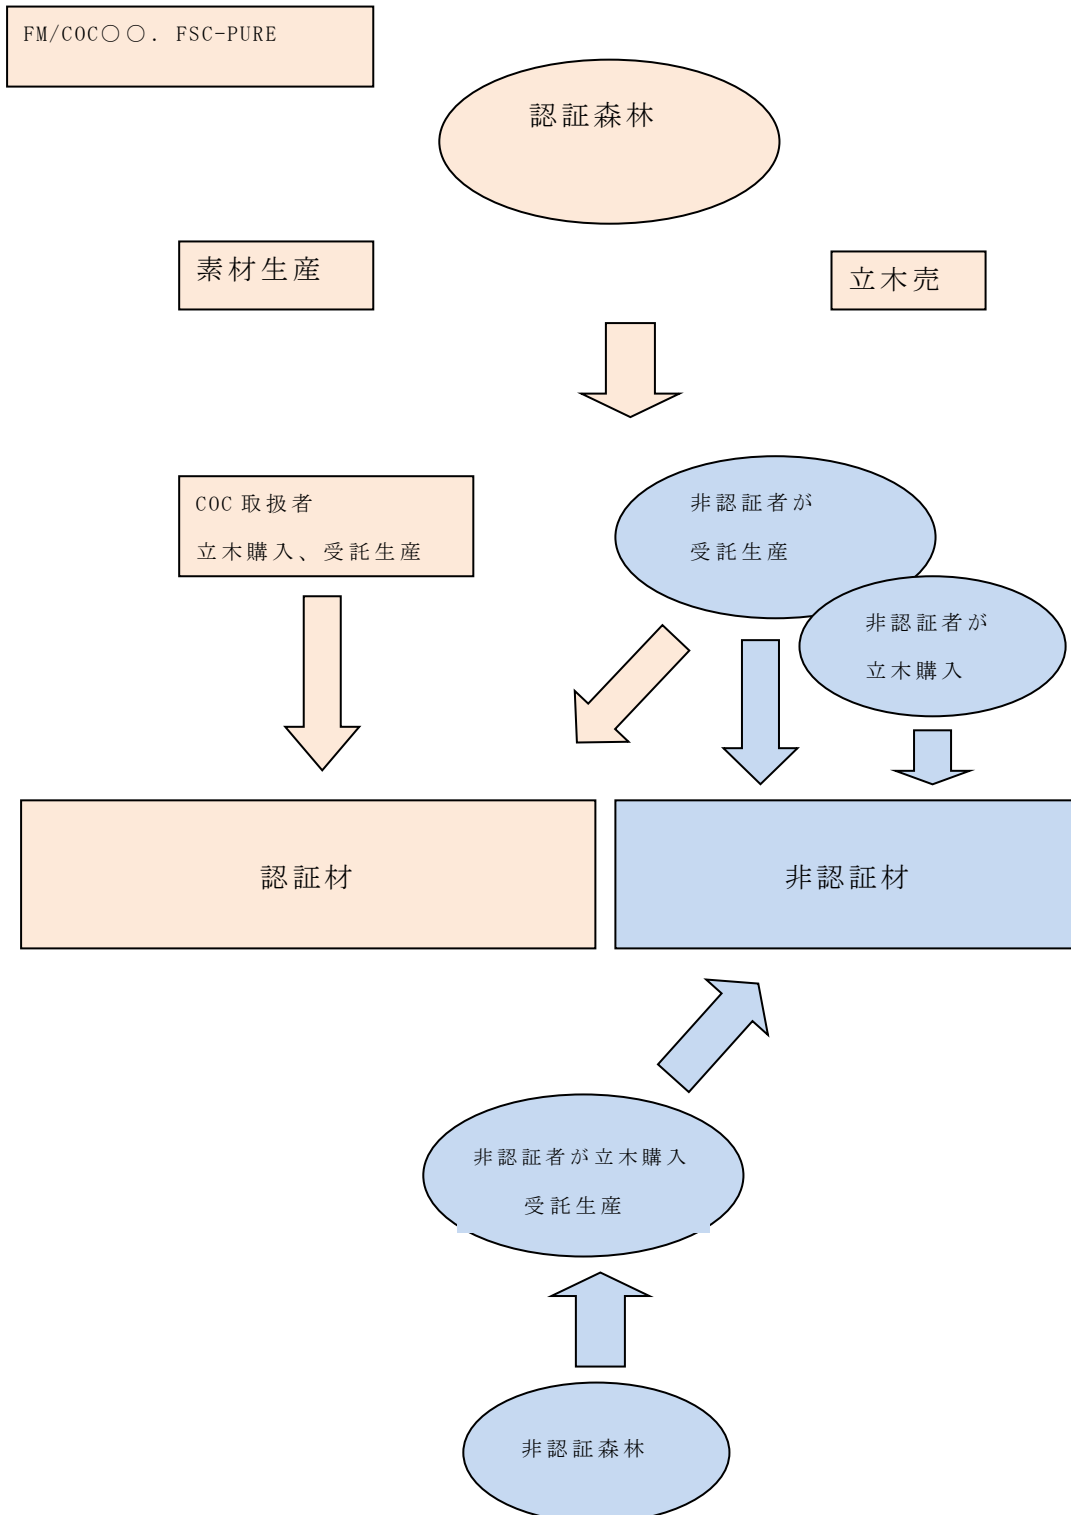 FM/COC○○. FSC-PURE
認証森林
素材生産
立木売
COC 取扱者
立木購入、受託生産
非認証者が
受託生産
非認証者が
立木購入
認証材
非認証材
非認証者が立木購入
受託生産
非認証森林